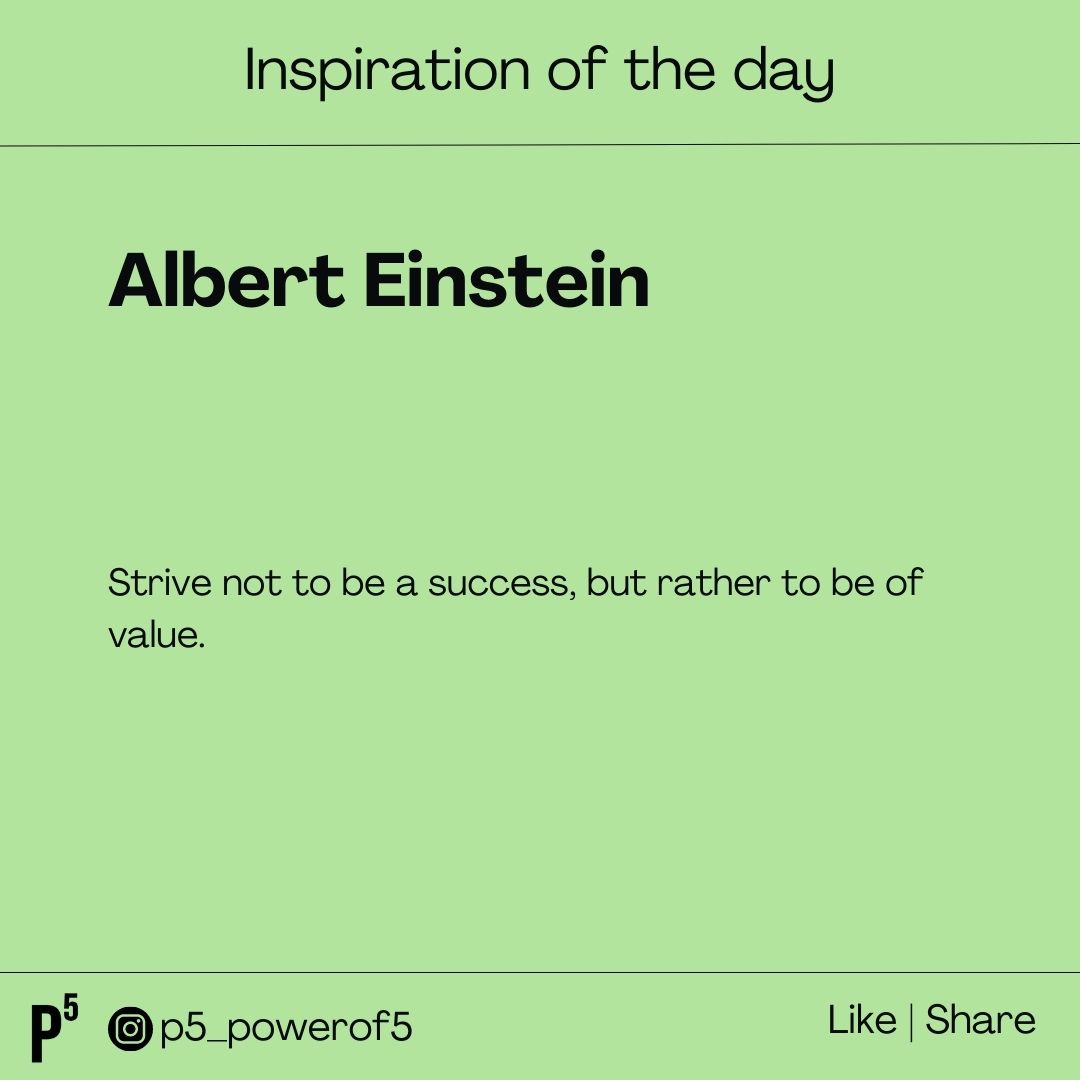 Inspiration of the day
Albert Einstein
Strive not to be a success, but rather to be of
value.
P⁵ p5_powerof5 Like | Share